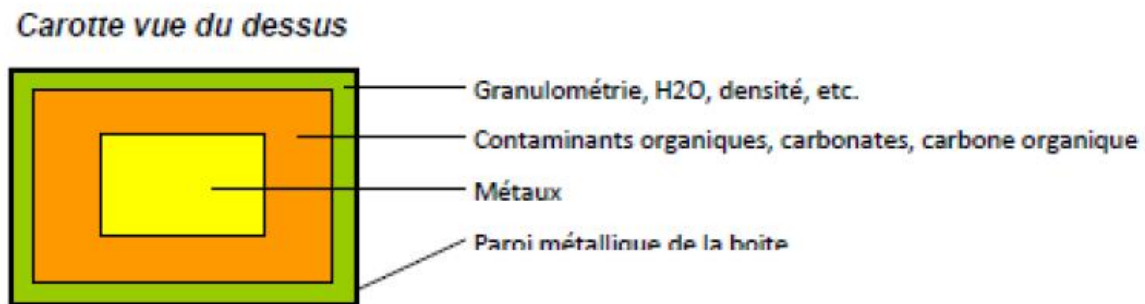 Carotte vue du dessus
Granulométrie, H2O, densité, etc.
Contaminants organiques, carbonates, carbone organique
Métaux
Paroi métallique de la boite